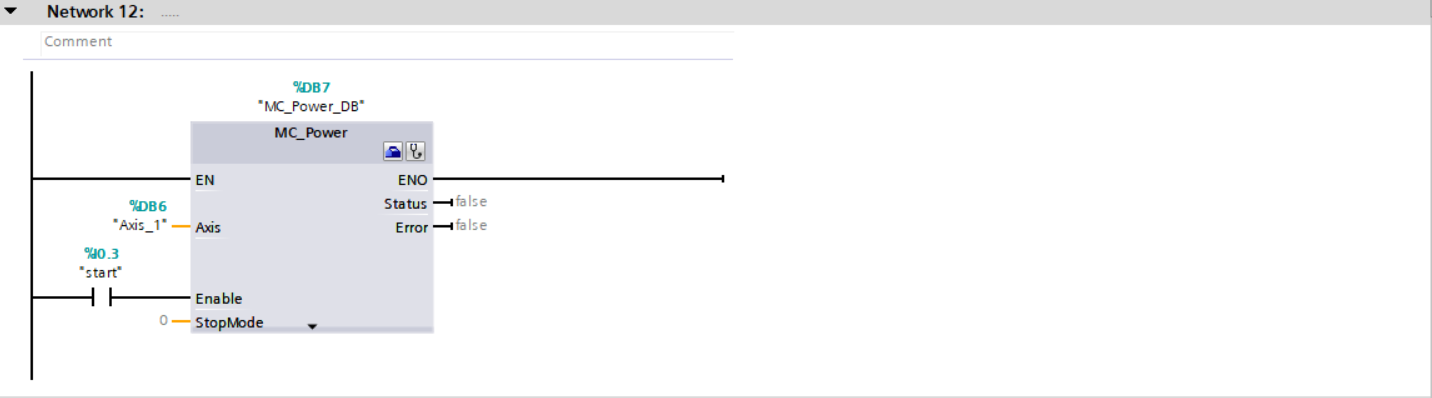 Network 12: .....
Comment
%DB7
"MC_Power_DB"
MC_Power
EN ENO
%DB6 Status false
"Axis_1" Axis Error false
%I0.3
"start"
Enable
0 StopMode